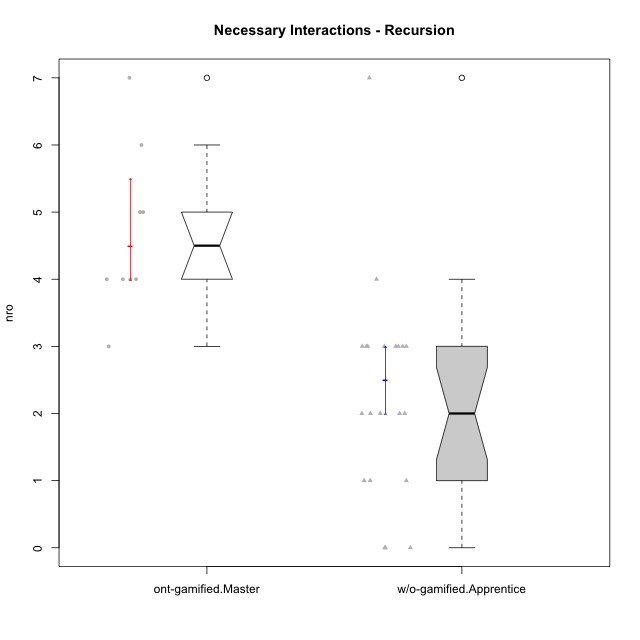 Necessary Interactions - Recursion
nro
7
6
5
4
3
2
1
0
ont-gamified.Master
w/o-gamified.Apprentice